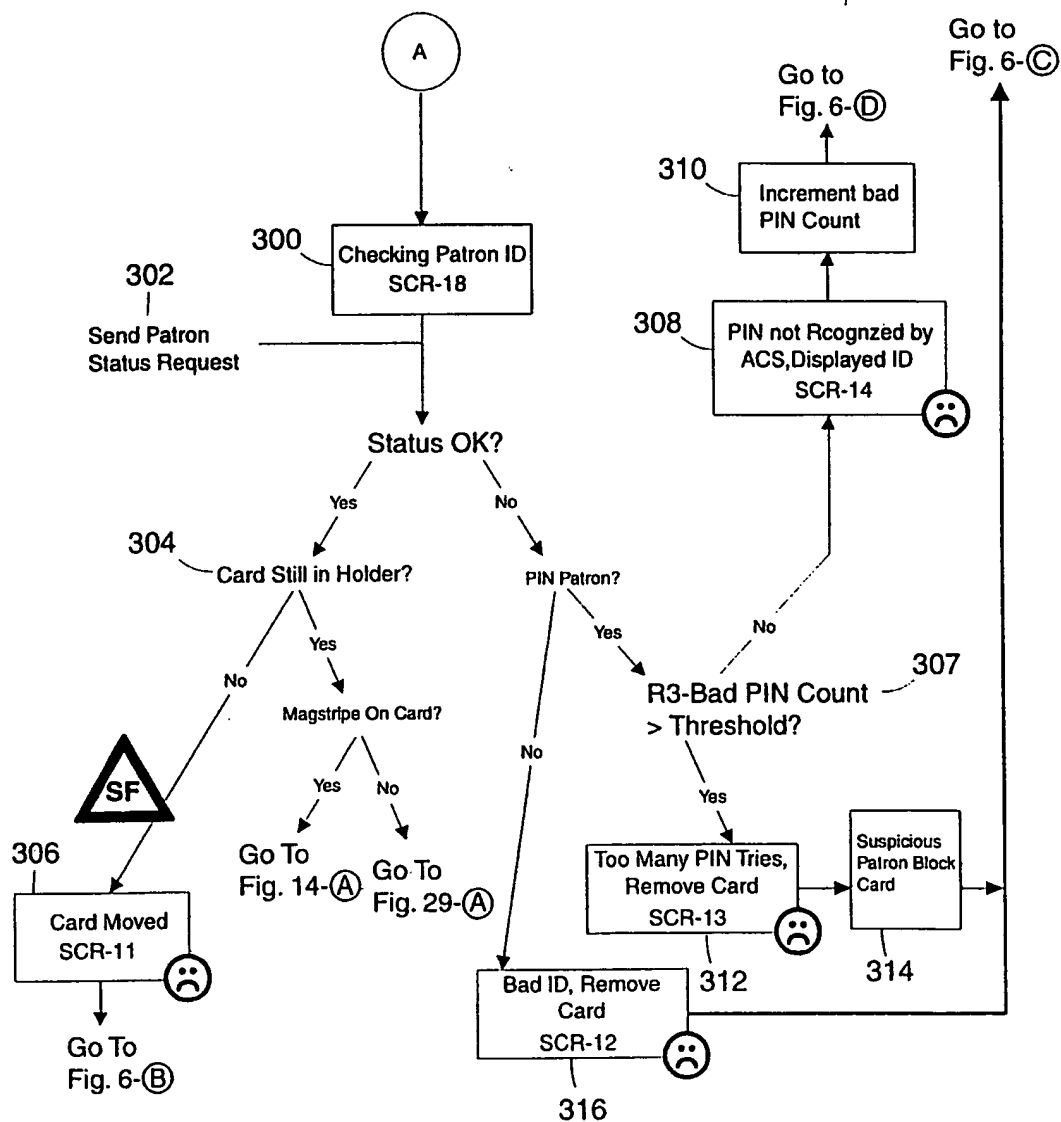 A
Go to
Fig. 6-Ⓒ
Go to
Fig. 6-Ⓓ
310
Increment bad
PIN Count
300
Checking Patron ID
SCR-18
302
Send Patron
Status Request
308
PIN not Rcognzed by
ACS,Displayed ID
SCR-14
Status OK?
Yes
No
304
Card Still in Holder?
PIN Patron?
No
Yes
Yes
No
307
R3-Bad PIN Count
> Threshold?
Magstripe On Card?
No
Yes
No
Yes
SF
Go To
Fig. 14-Ⓐ
Go To
Fig. 29-Ⓐ
306
Card Moved
SCR-11
Too Many PIN Tries,
Remove Card
SCR-13
312
Suspicious
Patron Block
Card
314
Bad ID, Remove
Card
SCR-12
316
Go To
Fig. 6-Ⓑ